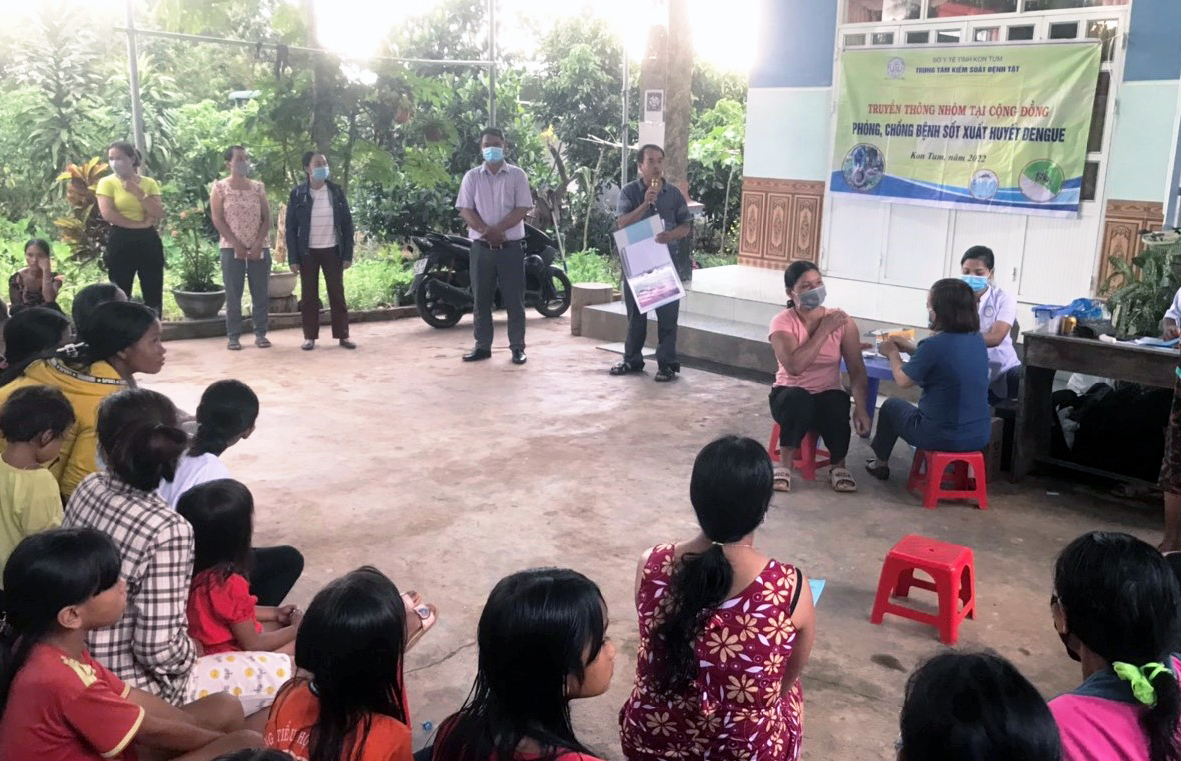 SỞ Y TẾ TỈNH KON TUM
TRUNG TÂM KIỂM SOÁT BỆNH TẬT
TRUYỀN THÔNG NHÓM TẠI CỘNG ĐỒNG
PHÒNG, CHỐNG BỆNH SỐT XUẤT HUYẾT DENGUE
Kon Tum, năm 2022